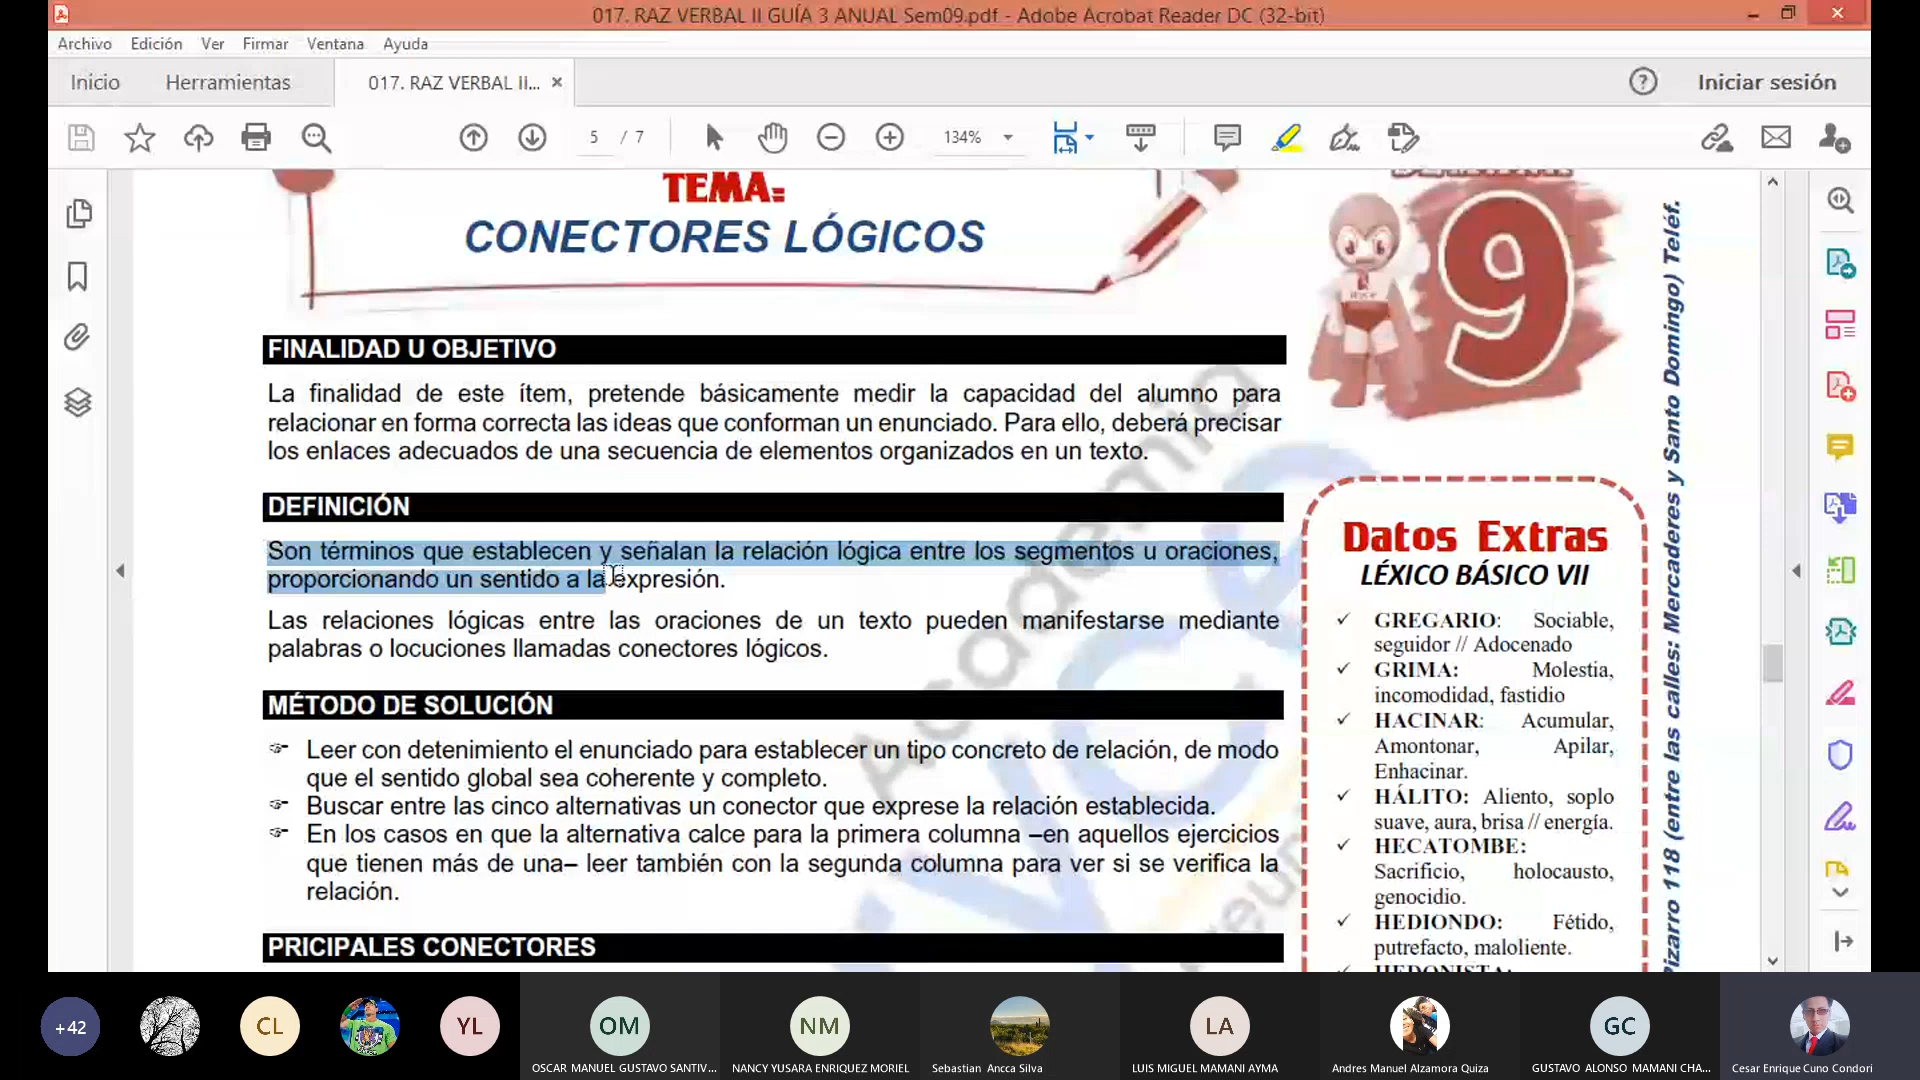 017. RAZ VERBAL II GUÍA 3 ANUAL Sem09.pdf - Adobe Acrobat Reader DC (32-bit)
Archivo Edición Ver Firmar Ventana Ayuda
Inicio Herramientas 017. RAZ VERBAL II... × Iniciar sesión
5 / 7 134%
TEMA:
CONECTORES LÓGICOS
9
FINALIDAD U OBJETIVO
La finalidad de este ítem, pretende básicamente medir la capacidad del alumno para
relacionar en forma correcta las ideas que conforman un enunciado. Para ello, deberá precisar
los enlaces adecuados de una secuencia de elementos organizados en un texto.
DEFINICIÓN
Son términos que establecen y señalan la relación lógica entre los segmentos u oraciones,
proporcionando un sentido a la expresión.
Las relaciones lógicas entre las oraciones de un texto pueden manifestarse mediante
palabras o locuciones llamadas conectores lógicos.
MÉTODO DE SOLUCIÓN
Leer con detenimiento el enunciado para establecer un tipo concreto de relación, de modo
que el sentido global sea coherente y completo.
Buscar entre las cinco alternativas un conector que exprese la relación establecida.
En los casos en que la alternativa calce para la primera columna –en aquellos ejercicios
que tienen más de una– leer también con la segunda columna para ver si se verifica la
relación.
PRICIPALES CONECTORES
Academia
Datos Extras
LÉXICO BÁSICO VII
✓ GREGARIO: Sociable,
seguidor // Adocenado
✓ GRIMA: Molestia,
incomodidad, fastidio
✓ HACINAR: Acumular,
Amontonar, Apilar,
Enhacinar.
✓ HÁLITO: Aliento, soplo
suave, aura, brisa // energía.
✓ HECATOMBE:
Sacrificio, holocausto,
genocidio.
✓ HEDIONDO: Fétido,
putrefacto, maloliente.
HEDONISTA:
Pizarro 118 (entre las calles: Mercaderes y Santo Domingo) Teléf.
+42
CL
YL
OM
NM
LA
GC
OSCAR MANUEL GUSTAVO SANTIV...
NANCY YUSARA ENRIQUEZ MORIEL
Sebastian Ancca Silva
LUIS MIGUEL MAMANI AYMA
Andres Manuel Alzamora Quiza
GUSTAVO ALONSO MAMANI CHA...
Cesar Enrique Cuno Condori